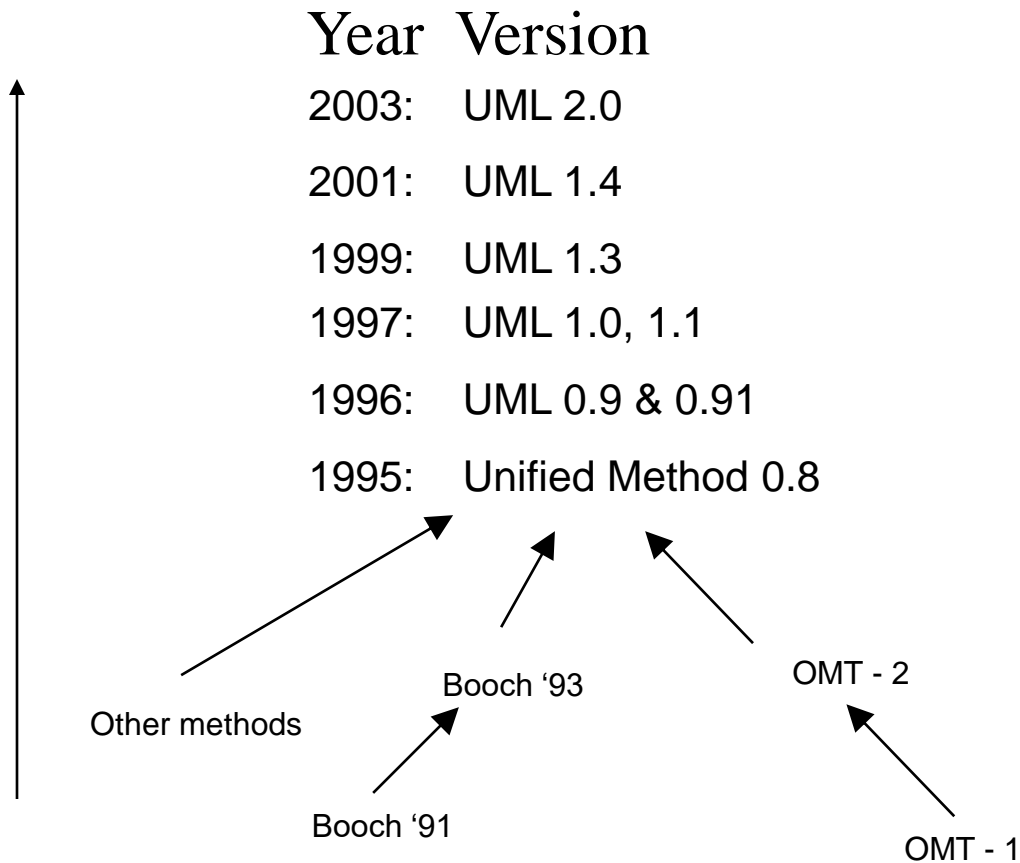 Year Version
2003: UML 2.0
2001: UML 1.4
1999: UML 1.3
1997: UML 1.0, 1.1
1996: UML 0.9 & 0.91
1995: Unified Method 0.8
OMT - 2
Booch ‘93
Other methods
Booch ‘91
OMT - 1